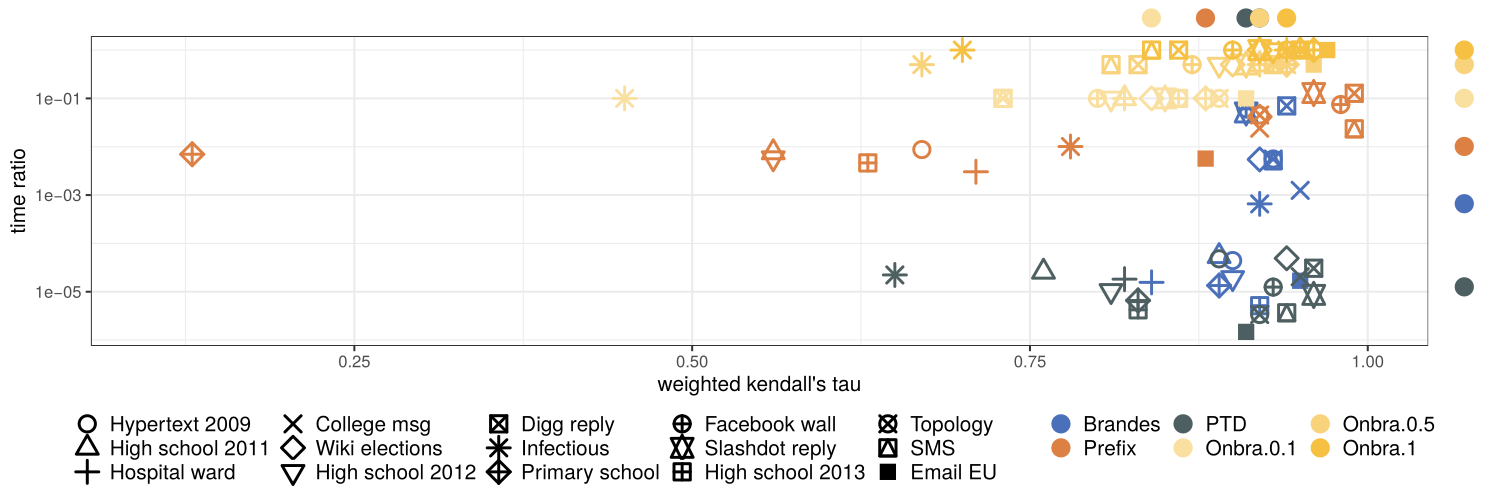 1e−01
1e−03
1e−05
time ratio
0.25 0.50 0.75 1.00
weighted kendall's tau
Hypertext 2009 College msg Digg reply Facebook wall Topology Brandes PTD Onbra.0.5
High school 2011 Wiki elections Infectious Slashdot reply SMS Prefix Onbra.0.1 Onbra.1
Hospital ward High school 2012 Primary school High school 2013 Email EU